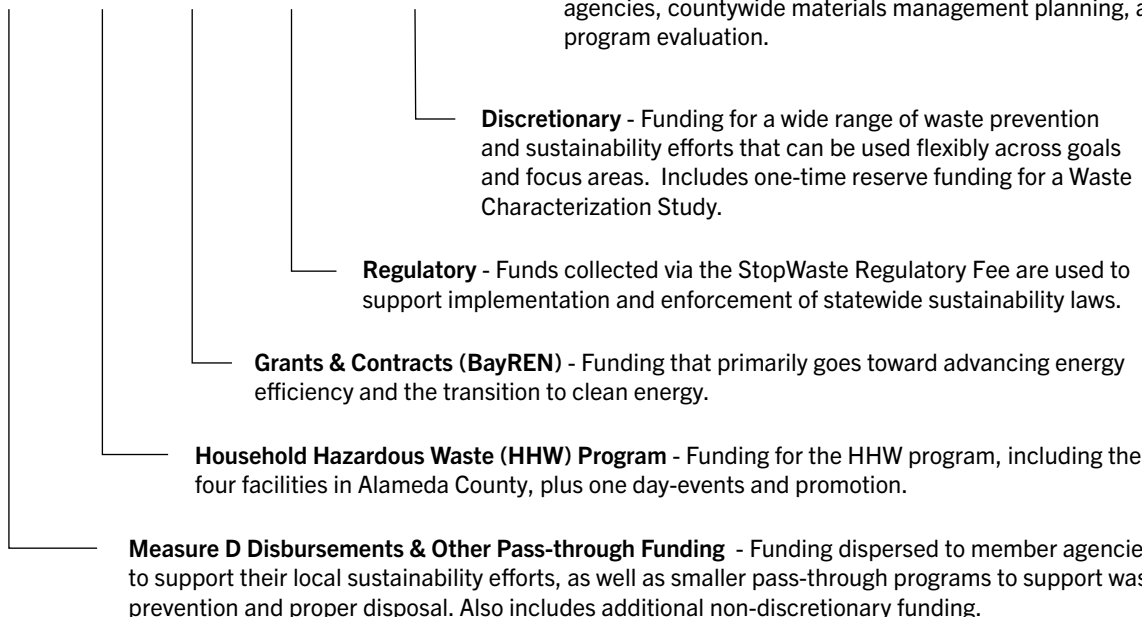 agencies, countywide materials management planning, a
program evaluation.
Discretionary - Funding for a wide range of waste prevention
and sustainability efforts that can be used flexibly across goals
and focus areas.  Includes one-time reserve funding for a Waste
Characterization Study.
Regulatory - Funds collected via the StopWaste Regulatory Fee are used to
support implementation and enforcement of statewide sustainability laws.
Grants & Contracts (BayREN) - Funding that primarily goes toward advancing energy
efficiency and the transition to clean energy.
Household Hazardous Waste (HHW) Program - Funding for the HHW program, including the
four facilities in Alameda County, plus one day-events and promotion.
Measure D Disbursements & Other Pass-through Funding  - Funding dispersed to member agencie
to support their local sustainability efforts, as well as smaller pass-through programs to support was
prevention and proper disposal. Also includes additional non-discretionary funding.